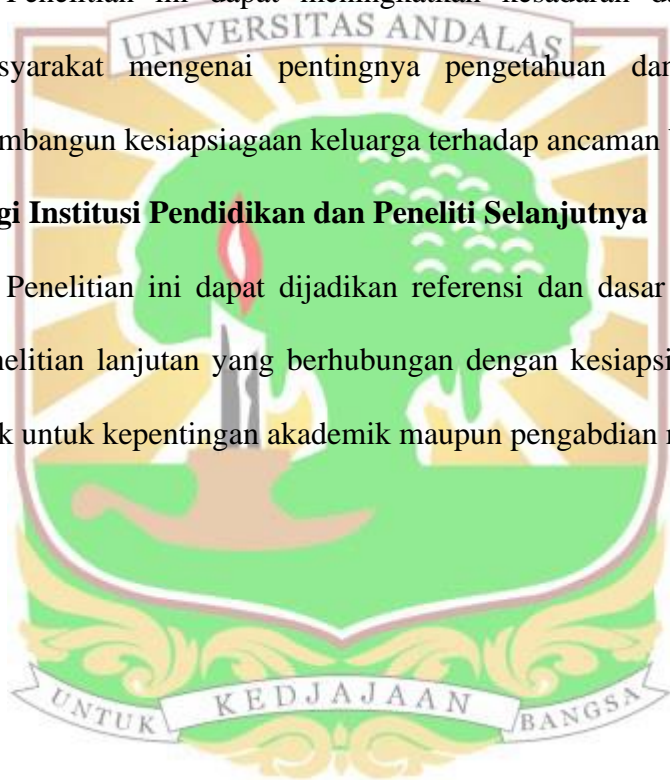 Penelitian ini dapat meningkatkan kesadaran
UNIVERSITAS ANDALAS
syarakat mengenai pentingnya pengetahuan dan
mbangun kesiapsiagaan keluarga terhadap ancaman
gi Institusi Pendidikan dan Peneliti Selanjutnya
Penelitian ini dapat dijadikan referensi dan dasar
nelitian lanjutan yang berhubungan dengan kesiapsi
k untuk kepentingan akademik maupun pengabdian
UNTUK KEDJAJAAN BANGSA